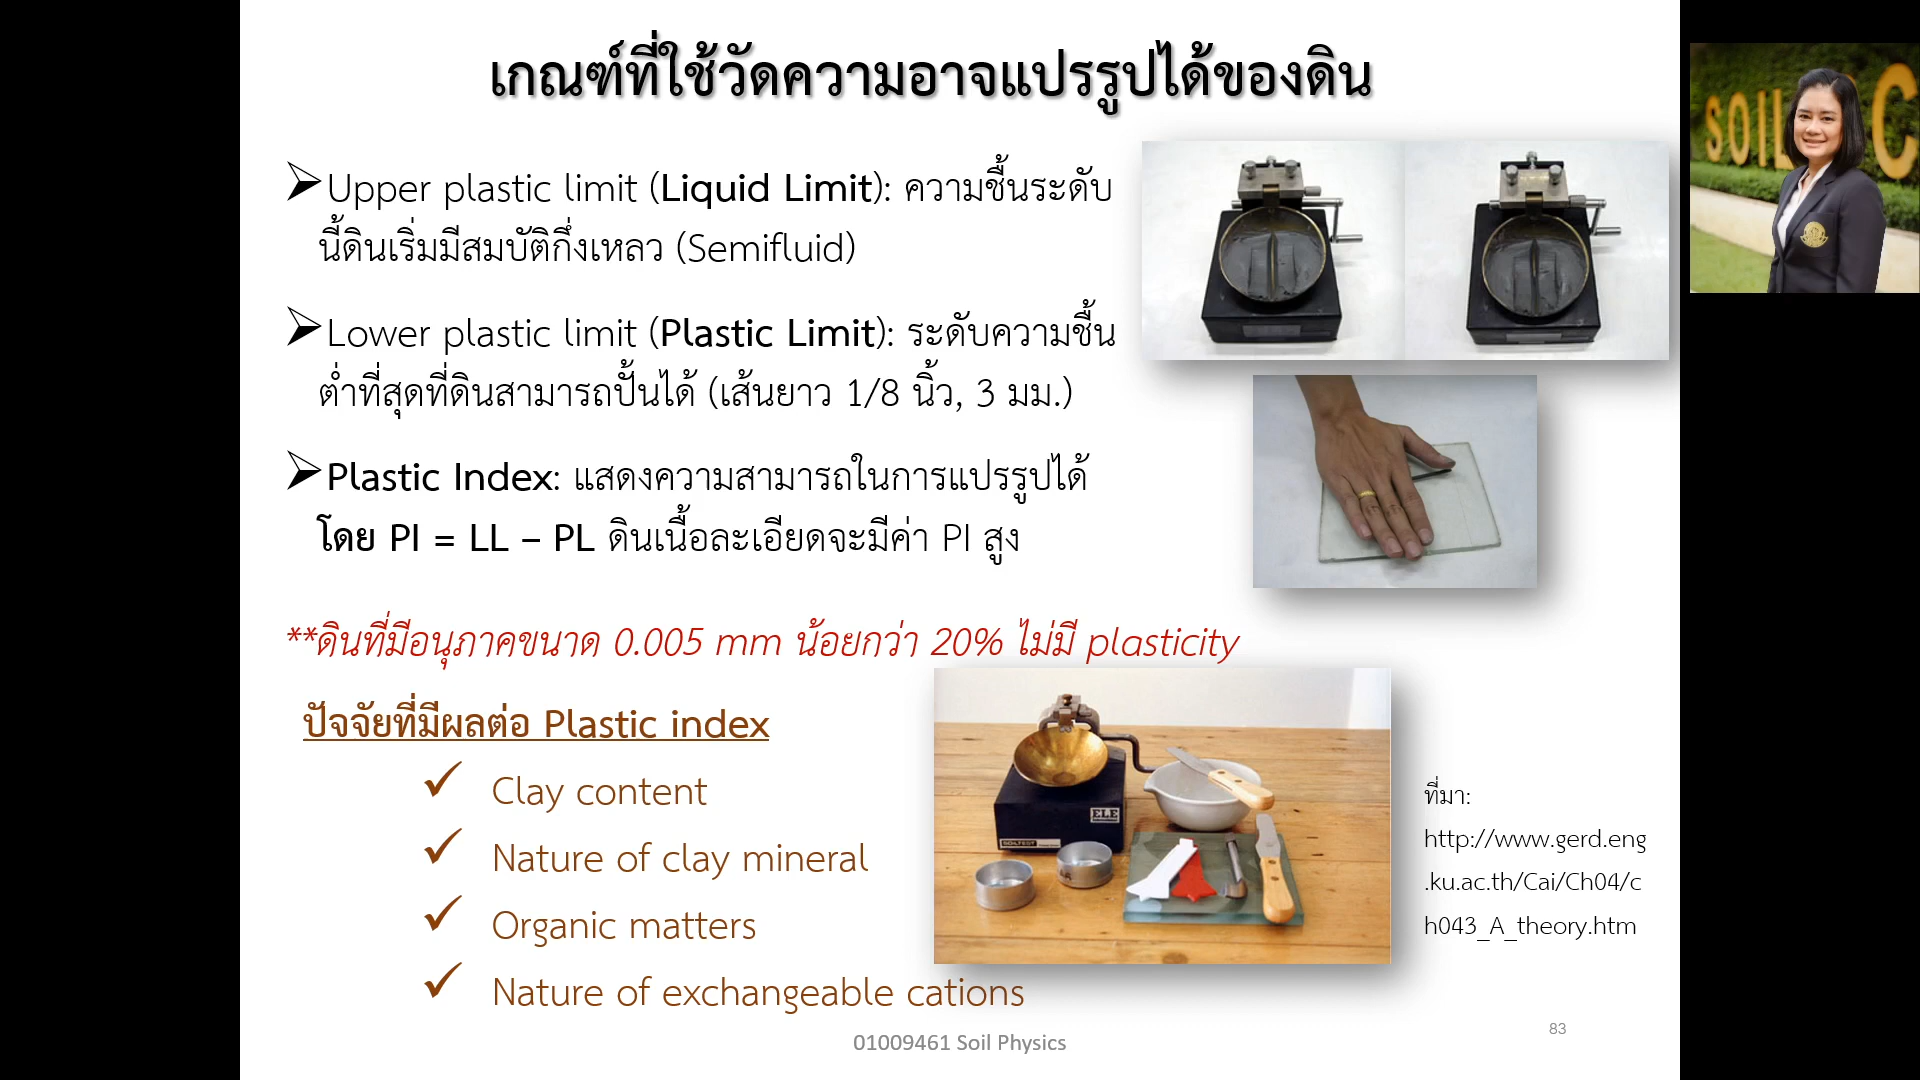 เกณฑ์ที่ใช้วัดความอาจแปรรูปได้ของดิน
➢Upper plastic limit (Liquid Limit): ความชื้นระดับ
นี้ดินเริ่มมีสมบัติกึ่งเหลว (Semifluid)
➢Lower plastic limit (Plastic Limit): ระดับความชื้น
ต่ำที่สุดที่ดินสามารถปั้นได้ (เส้นยาว 1/8 นิ้ว, 3 มม.)
➢Plastic Index: แสดงความสามารถในการแปรรูปได้
โดย PI = LL – PL ดินเนื้อละเอียดจะมีค่า PI สูง
**ดินที่มีอนุภาคขนาด 0.005 mm น้อยกว่า 20% ไม่มี plasticity
ปัจจัยที่มีผลต่อ Plastic index
✓ Clay content
✓ Nature of clay mineral
✓ Organic matters
✓ Nature of exchangeable cations
ELE
SOILTEST
ที่มา:
http://www.gerd.eng
.ku.ac.th/Cai/Ch04/c
h043_A_theory.htm
01009461 Soil Physics
83
SOIL
C